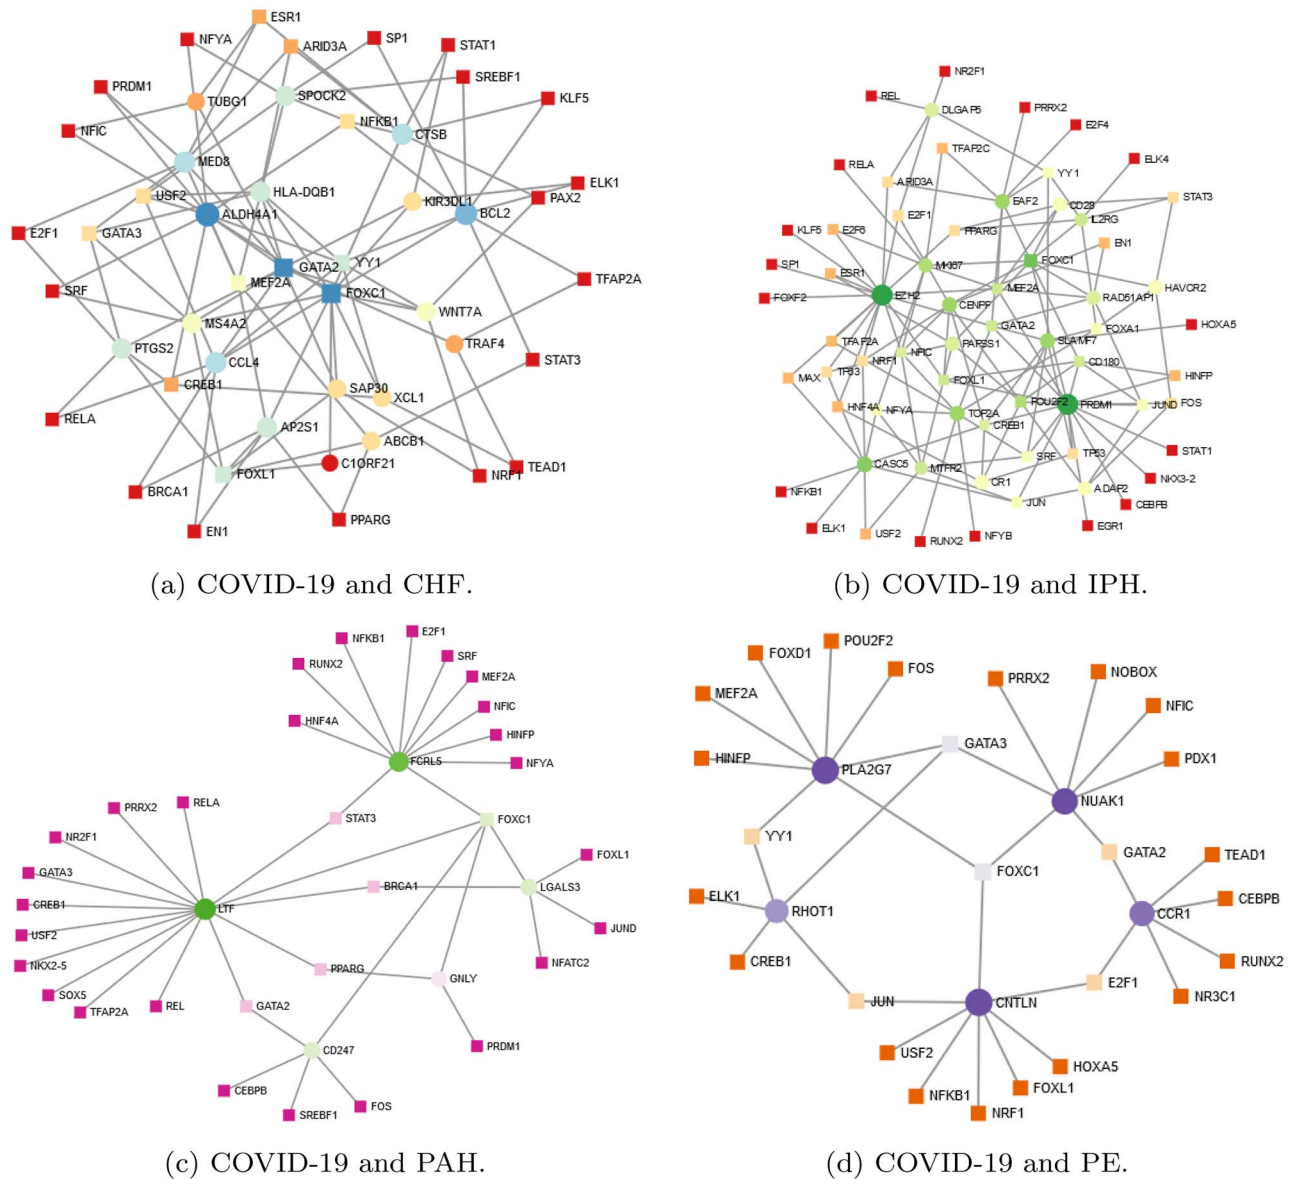 ESR1
NFYA
ARID3A
SP1
STAT1
SREBF1
PRDM1
TUBG1
SPOCK2
KLF5
NFIC
NFKB1
CTSB
MED8
ELK1
USF2
HLA-DQB1
KIR3DL1
PAX2
ALDH4A1
BCL2
E2F1
GATA3
GATA2
YY1
TFAP2A
MEF2A
SRF
FOXC1
WNT7A
MS4A2
TRAF4
PTGS2
CCL4
STAT3
CREB1
SAP30
XCL1
RELA
AP2S1
ABCB1
FOXL1
C1ORF21
TEAD1
NRF1
BRCA1
PPARG
EN1
(a) COVID-19 and CHF.
NR2F1
REL
DLGAP5
PRRX2
E2F4
TFAP2C
ELK4
RELA
YY1
ARID3A
STAT3
EAF2
CD28
E2F1
IL2RG
KLF5
E2F6
PPARG
EN1
SP1
MKI67
FOXC1
ESR1
MEF2A
HAVCR2
FOXF2
EZH2
CENPF
RAD51AP1
GATA2
FOXA1
HOXA5
TFAP2A
PAPSS1
SLAMF7
NRF1
NFIC
CD180
MAX
TP63
FOXL1
HINFP
HNF4A
NFYA
TOP2A
POU2F2
PRDM1
JUND
FOS
CREB1
STAT1
CASC5
MTFR2
SRF
TP53
NFKB1
CR1
ADAP2
NKX3-2
JUN
CEBPB
ELK1
USF2
RUNX2
NFYB
EGR1
(b) COVID-19 and IPH.
NFKB1
E2F1
RUNX2
SRF
MEF2A
HNF4A
NFIC
HINFP
FCRL5
NFYA
PRRX2
RELA
STAT3
FOXC1
NR2F1
FOXL1
GATA3
BRCA1
LGALS3
CREB1
LTF
JUND
USF2
NKX2-5
PPARG
GNLY
NFATC2
SOX5
TFAP2A
REL
GATA2
PRDM1
CD247
CEBPB
SREBF1
FOS
(c) COVID-19 and PAH.
POU2F2
FOXD1
FOS
PRRX2
NOBOX
MEF2A
NFIC
GATA3
HINFP
PLA2G7
PDX1
NUAK1
YY1
GATA2
TEAD1
FOXC1
ELK1
RHOT1
CCR1
CEBPB
CREB1
RUNX2
E2F1
JUN
CNTLN
NR3C1
USF2
HOXA5
NFKB1
FOXL1
NRF1
(d) COVID-19 and PE.